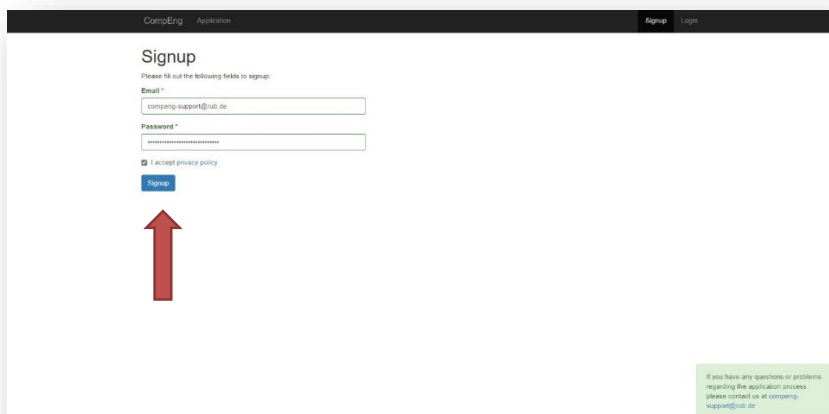 CompEng Application Signup Login
Signup
Please fill out the following fields to signup:
Email *
compeng-support@rub.de
Password *
I accept privacy policy
Signup
If you have any questions or problems
regarding the application process
please contact us at compeng-
support@rub.de